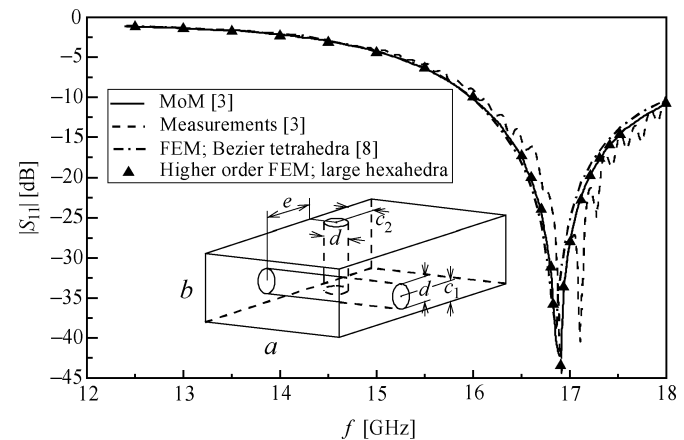 0
−5
−10
−15
−20
−25
−30
−35
−40
−45
|S₁₁| [dB]
MoM [3]
Measurements [3]
FEM; Bezier tetrahedra [8]
Higher order FEM; large hexahedra
e
c₂
d
b
d
c₁
a
12 13 14 15 16 17 18
f [GHz]